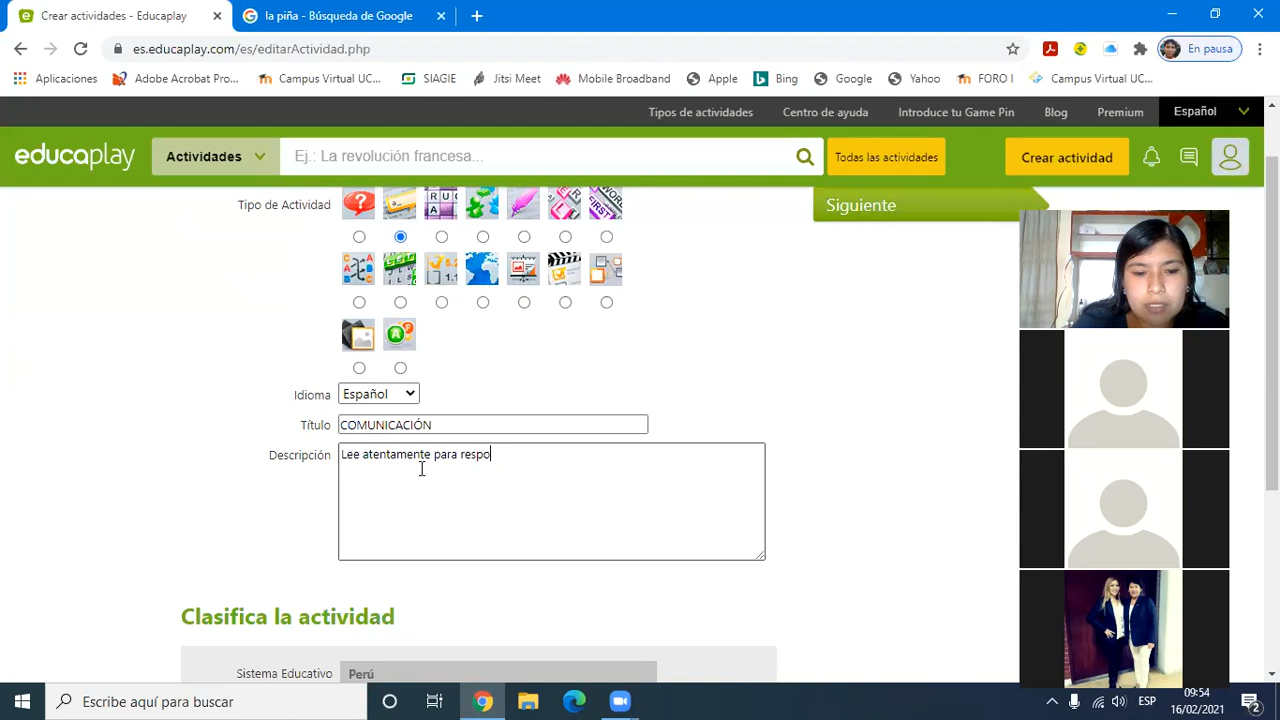 Crear actividades - Educaplay
la piña - Búsqueda de Google
es.educaplay.com/es/editarActividad.php
En pausa
Aplicaciones
Adobe Acrobat Pro...
Campus Virtual UC...
SIAGIE
Jitsi Meet
Mobile Broadband
Apple
Bing
Google
Yahoo
FORO I
Campus Virtual UC...
Tipos de actividades
Centro de ayuda
Introduce tu Game Pin
Blog
Premium
Español
educaplay
Actividades
Ej.: La revolución francesa...
Todas las actividades
Crear actividad
Tipo de Actividad
Siguiente
Idioma
Español
Título
COMUNICACIÓN
Descripción
Lee atentamente para respo
Clasifica la actividad
Sistema Educativo
Perú
Escribe aquí para buscar
ESP
09:54
16/02/2021
2